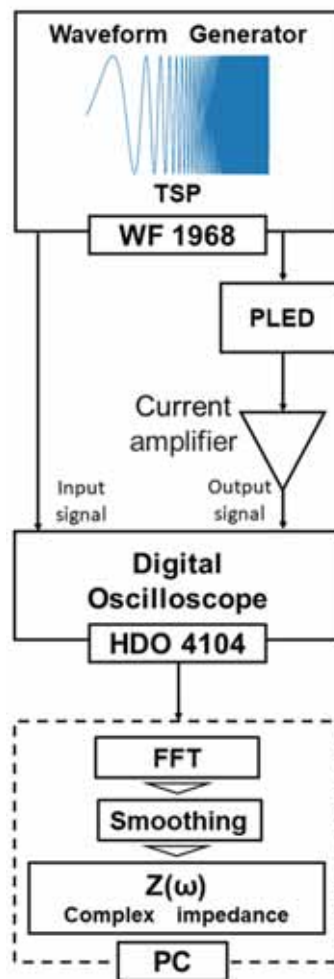 Waveform Generator
TSP
WF 1968
PLED
Current
amplifier
Input
signal
Output
signal
Digital
Oscilloscope
HDO 4104
FFT
Smoothing
Z(ω)
Complex impedance
PC